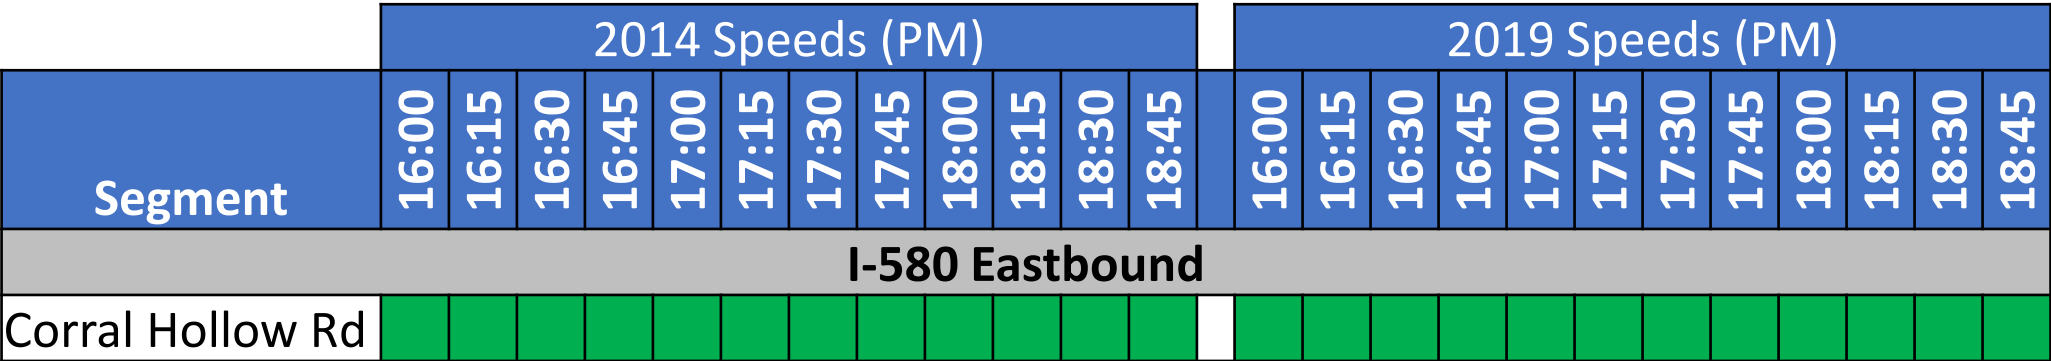 2014 Speeds (PM) 2019 Speeds (PM)
Segment 16:00 16:15 16:30 16:45 17:00 17:15 17:30 17:45 18:00 18:15 18:30 18:45 16:00 16:15 16:30 16:45 17:00 17:15 17:30 17:45 18:00 18:15 18:30 18:45
I-580 Eastbound
Corral Hollow Rd